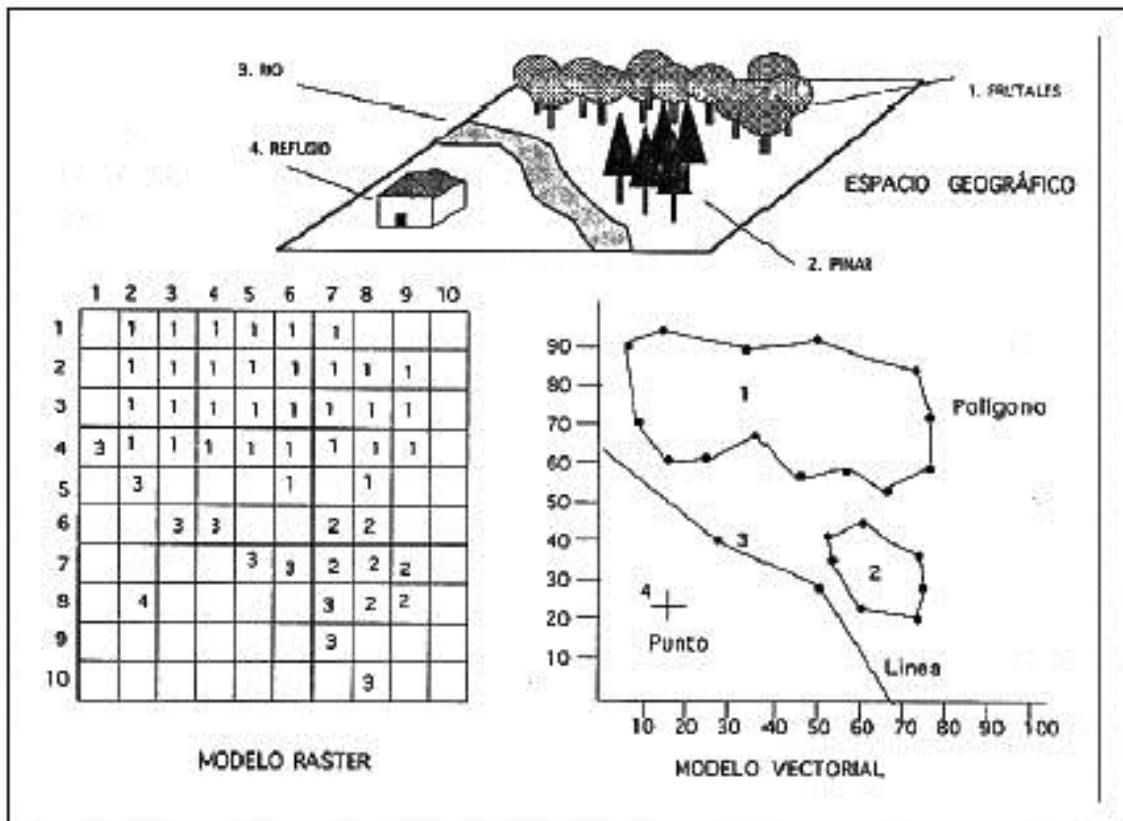 3. RIO
1. FRUTALES
4. REFUGIO
ESPACIO GEOGRÁFICO
2. PINAR
1 2 3 4 5 6 7 8 9 10
1 1 1 1 1 1 1
2 1 1 1 1 1 1 1 1
3 1 1 1 1 1 1 1 1
4 3 1 1 1 1 1 1 1 1
5 3 1 1
6 3 3 2 2
7 3 3 2 2 2
8 4 3 2 2
9 3
10 3
MODELO RASTER
90
80
70
60
50
40
30
20
10
1
Polígono
3
2
4
Punto
Linea
10 20 30 40 50 60 70 80 90 100
MODELO VECTORIAL